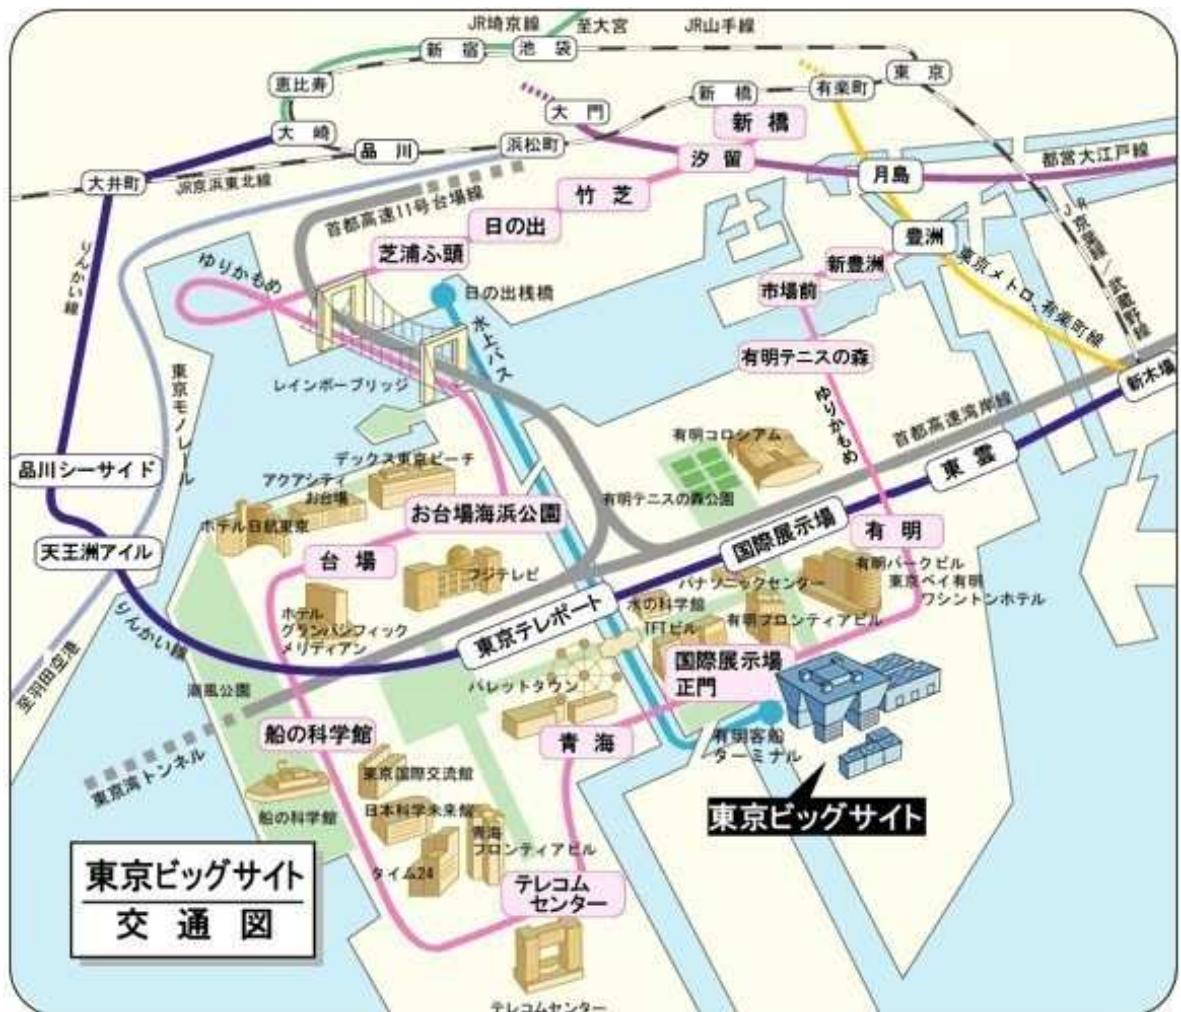 JR埼京線
至大宮
JR山手線
新宿
池袋
東京
恵比寿
有楽町
新橋
大門
新橋
大崎
品川
浜松町
汐留
都営大江戸線
大井町
JR京浜東北線
月島
竹芝
首都高速11号台場線
日の出
豊洲
JR京葉線/武蔵野線
りんかい線
芝浦ふ頭
新豊洲
東京メトロ有楽町線
ゆりかもめ
日の出桟橋
市場前
水上バス
有明テニスの森
新木場
レインボーブリッジ
東京モノレール
ゆりかもめ
首都高速湾岸線
有明コロシアム
品川シーサイド
デックス東京ビーチ
東雲
アクアシティ
お台場
有明テニスの森公園
お台場海浜公園
ホテル日航東京
国際展示場
有明
天王洲アイル
台場
フジテレビ
有明パークビル
東京ベイ有明
ワシントンホテル
パナソニックセンター
りんかい線
ホテル
グランパシフィック
メリディアン
東京テレポート
水の科学館
TFTビル
有明フロンティアビル
至羽田空港
国際展示場
正門
潮風公園
パレットタウン
船の科学館
青海
有明客船
ターミナル
東京湾トンネル
東京国際交流館
船の科学館
日本科学未来館
東京ビッグサイト
青海
フロンティアビル
タイム24
東京ビッグサイト
交通図
テレコム
センター
テレコムセンター